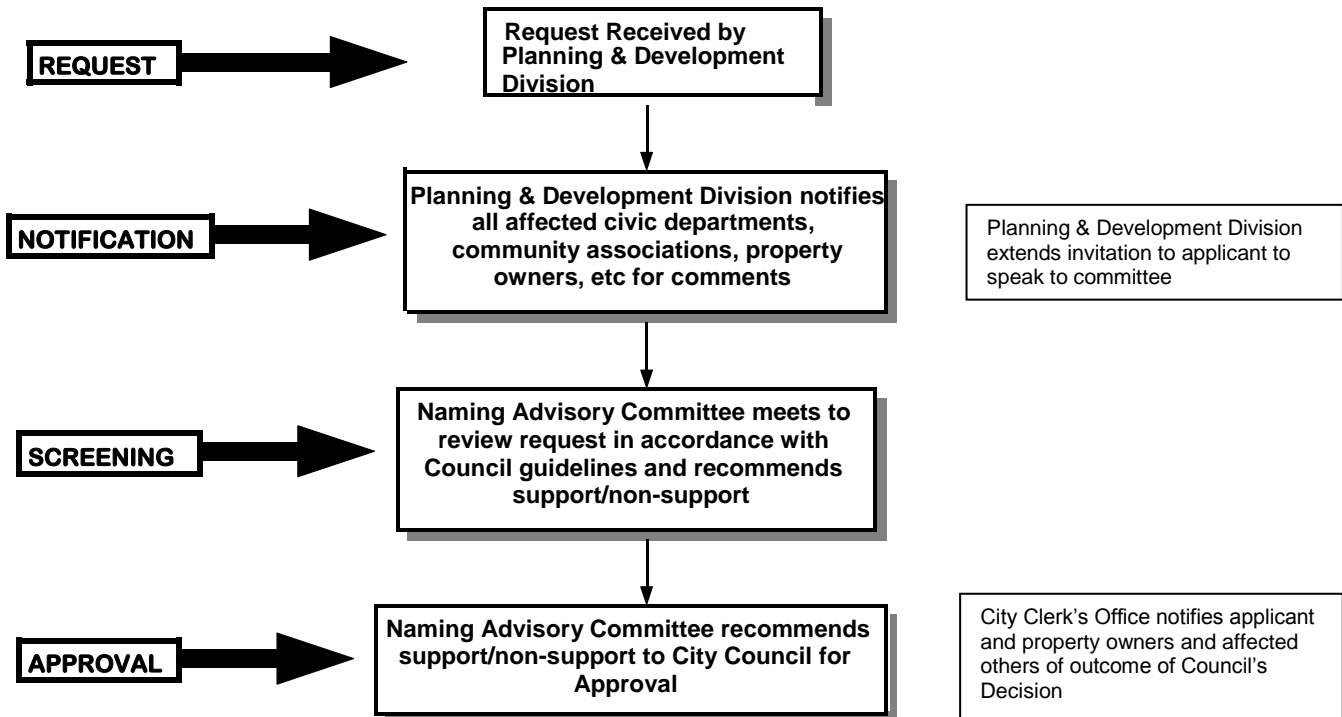 REQUEST
Request Received by
Planning & Development
Division
NOTIFICATION
Planning & Development Division notifies
all affected civic departments,
community associations, property
owners, etc for comments
Planning & Development Division
extends invitation to applicant to
speak to committee
SCREENING
Naming Advisory Committee meets to
review request in accordance with
Council guidelines and recommends
support/non-support
APPROVAL
Naming Advisory Committee recommends
support/non-support to City Council for
Approval
City Clerk's Office notifies applicant
and property owners and affected
others of outcome of Council's
Decision